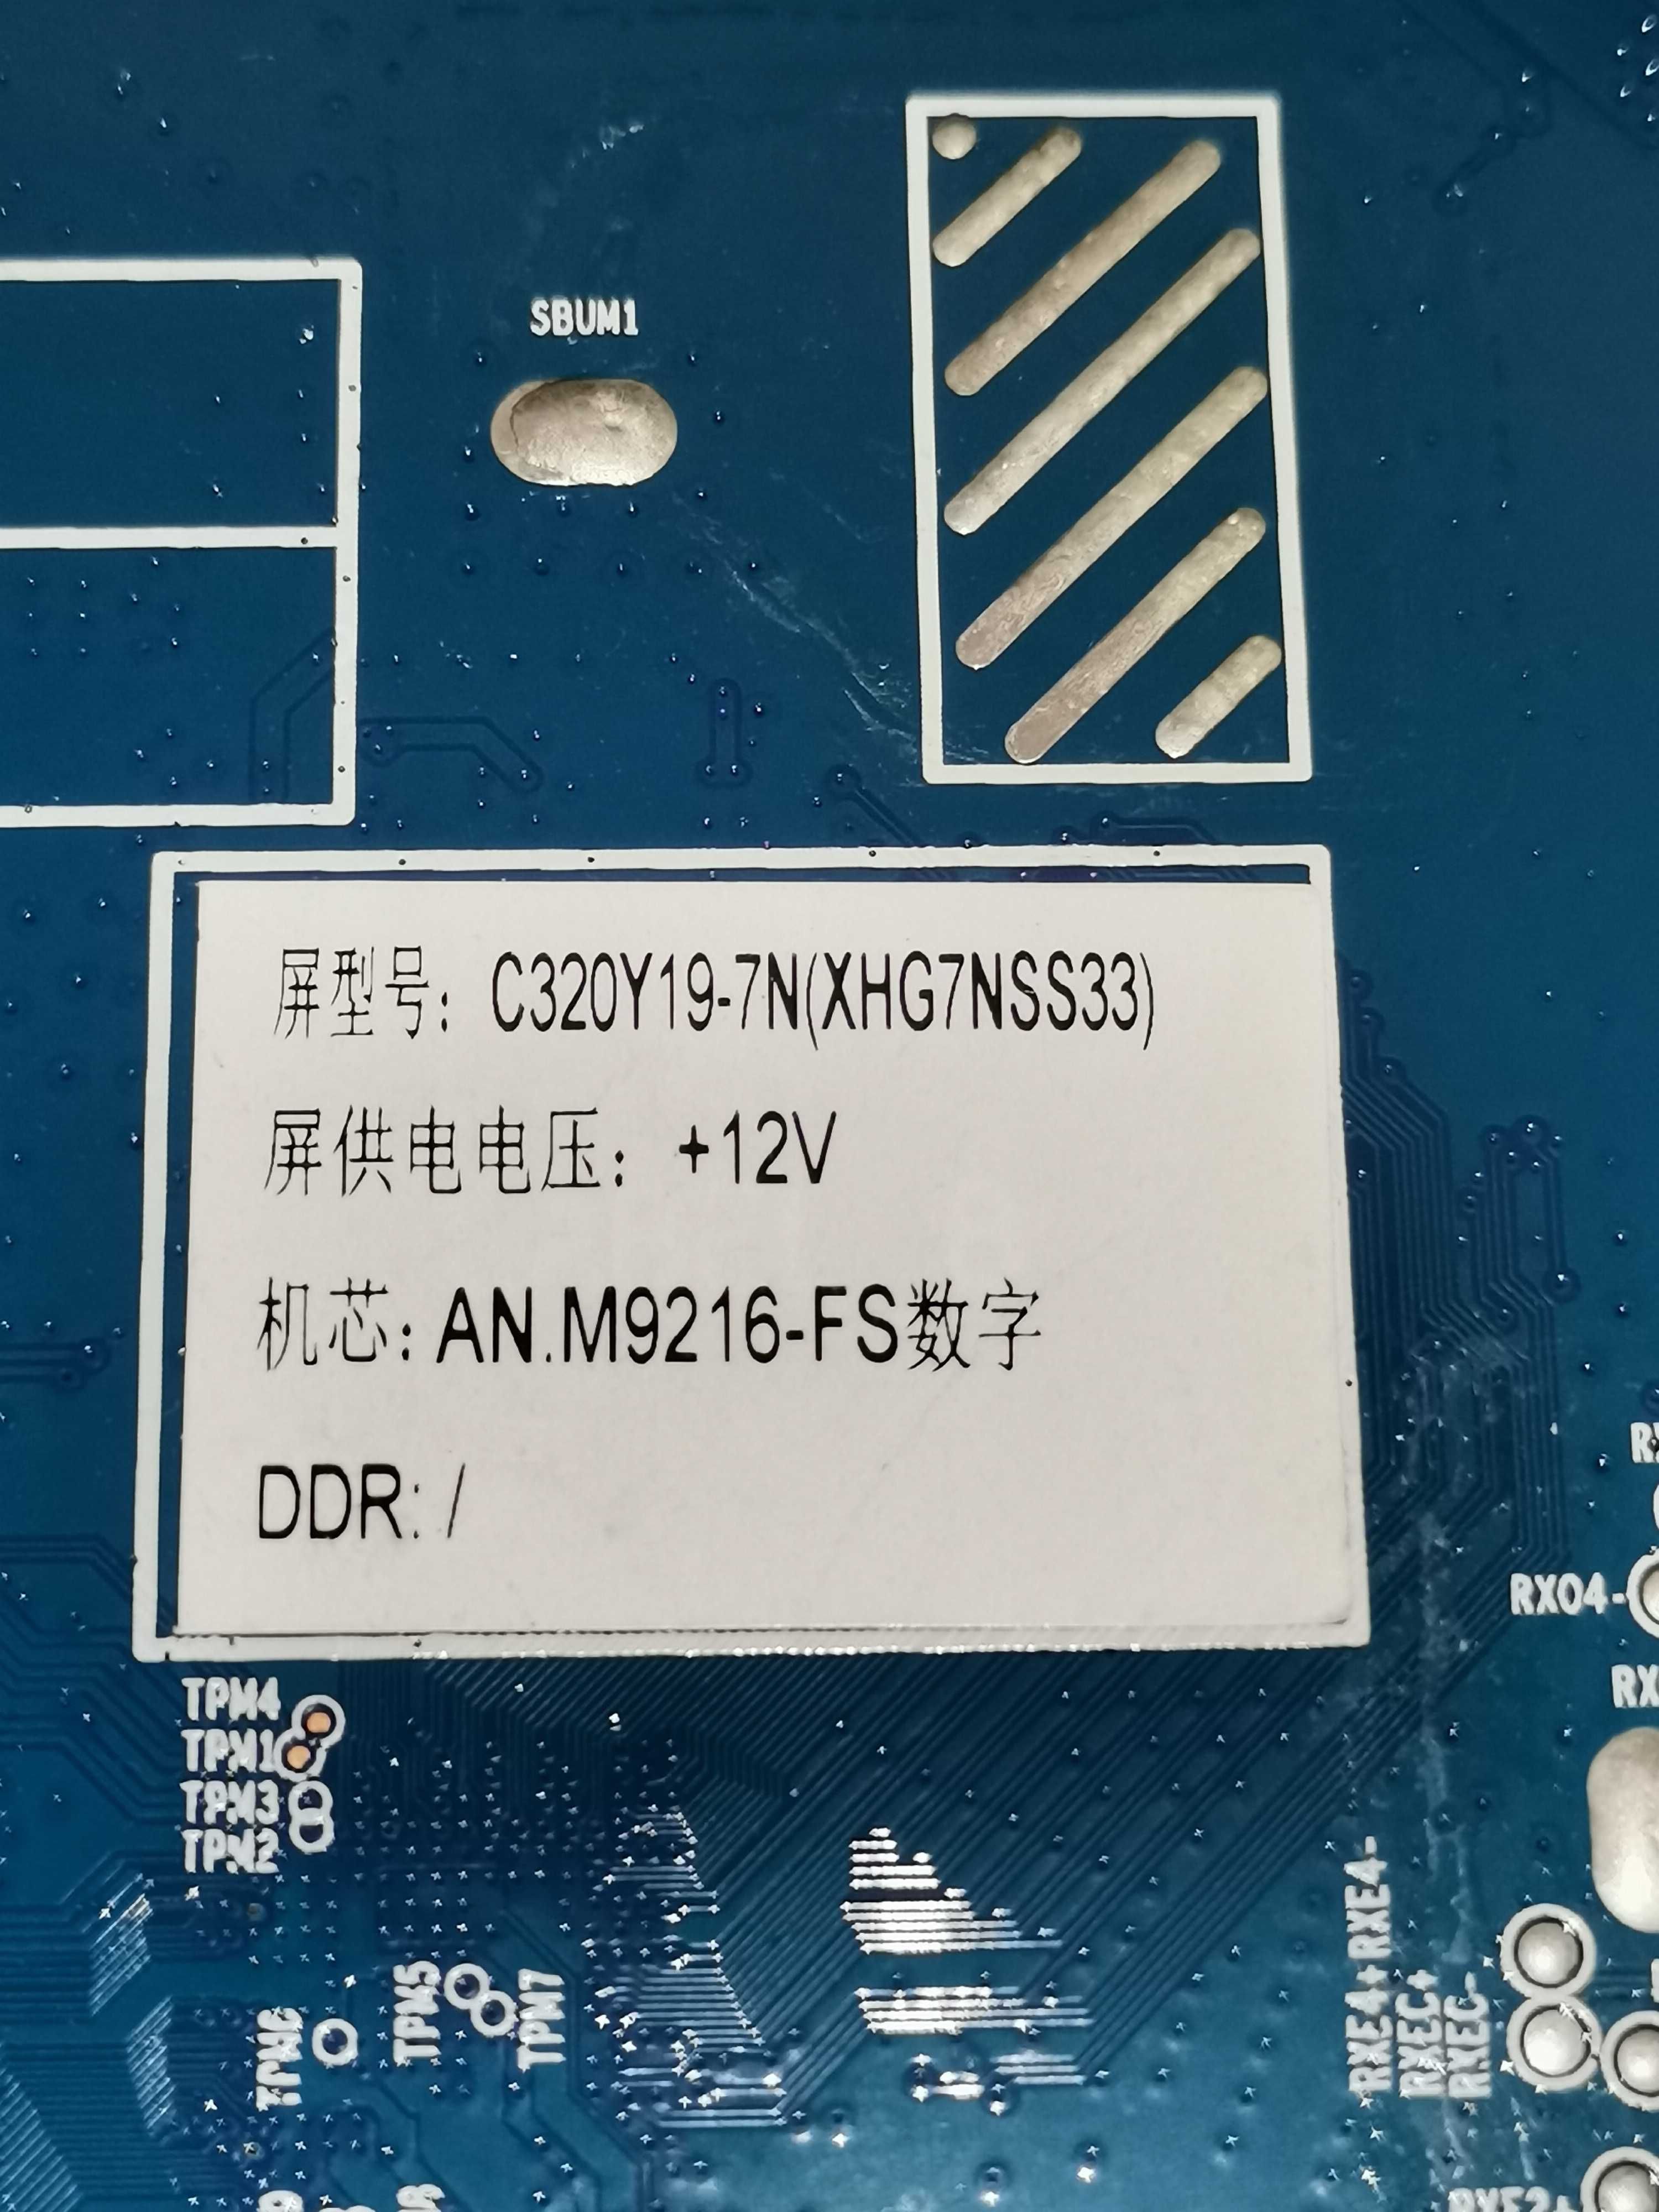 SBUM1
屏型号: C320Y19-7N(XHG7NSS33)
屏供电电压: +12V
机芯: AN.M9216-FS数字
DDR: /
RX04-
TPM4
TPM1
TPM3
TPM2
TPM6
TPM5
TPM7
RXE4+RXE4-
RXEC+
RXEC-